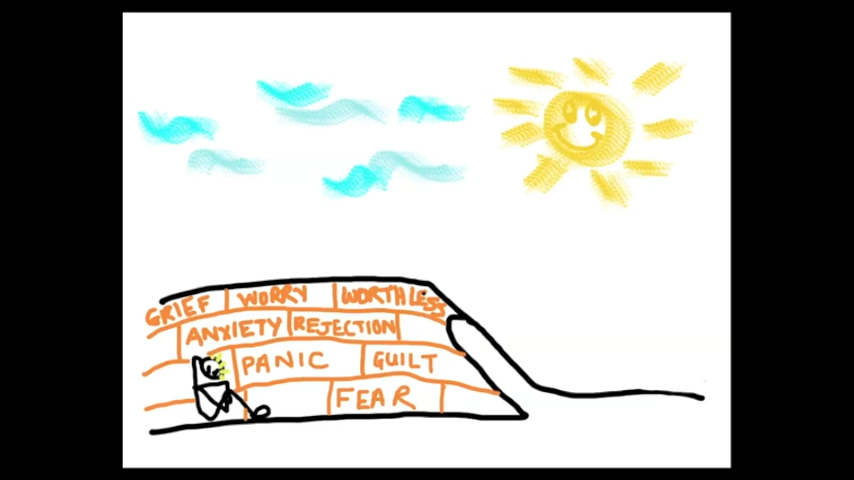 GRIEF WORRY WORTHLESS
ANXIETY REJECTION
PANIC GUILT
FEAR